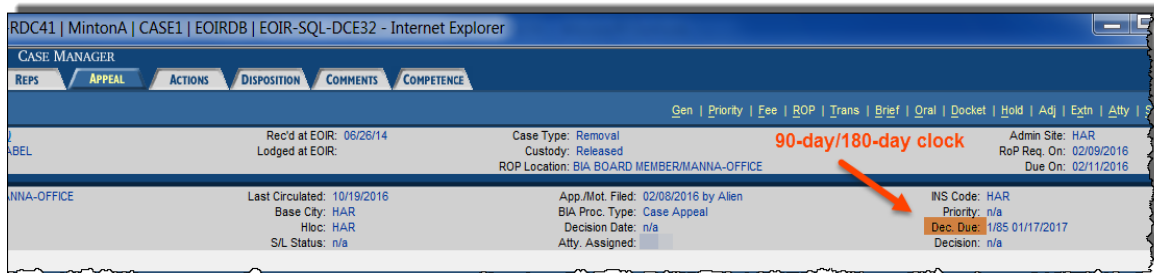 RDC41 | MintonA | CASE1 | EOIRDB | EOIR-SQL-DCE32 - Internet Explorer
CASE MANAGER
REPS APPEAL ACTIONS DISPOSITION COMMENTS COMPETENCE
Gen | Priority | Fee | ROP | Trans | Brief | Oral | Docket | Hold | Adj | Extn | Atty |
Rec'd at EOIR: 06/26/14 Case Type: Removal 90-day/180-day clock Admin Site: HAR
ABEL Lodged at EOIR: Custody: Released RoP Req. On: 02/09/2016
ROP Location: BIA BOARD MEMBER/MANNA-OFFICE Due On: 02/11/2016
NNA-OFFICE Last Circulated: 10/19/2016 App./Mot. Filed: 02/08/2016 by Alien INS Code: HAR
Base City: HAR BIA Proc. Type: Case Appeal Priority: n/a
Hloc: HAR Decision Date: n/a Dec. Due: 1/85 01/17/2017
S/L Status: n/a Atty. Assigned: Decision: n/a